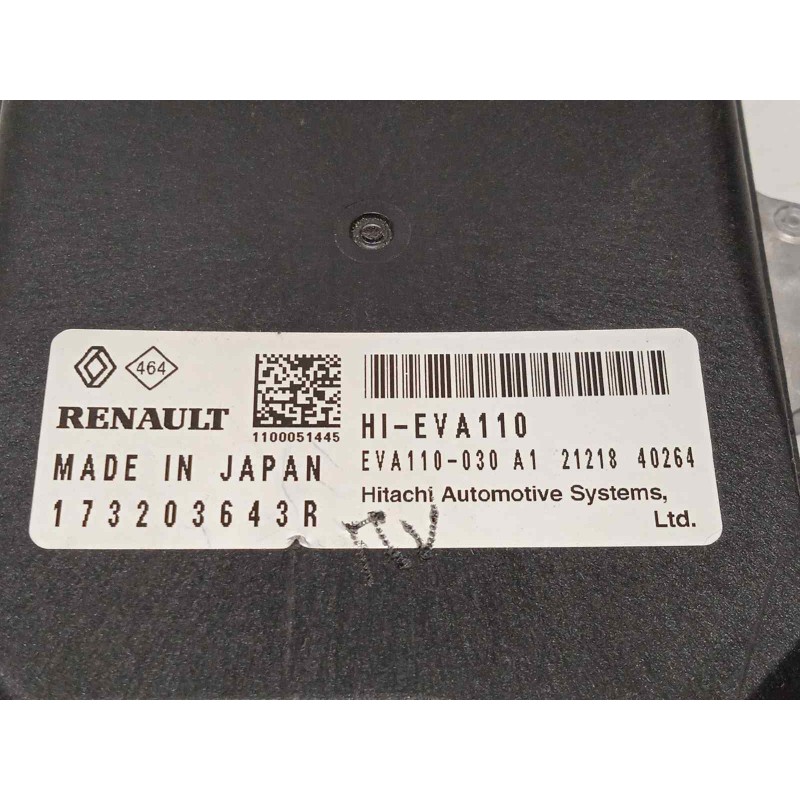 464
RENAULT
1100051445
HI-EVA110
MADE IN JAPAN
EVA110-030 A1 21218 40264
173203643R
Hitachi Automotive Systems,
Ltd.